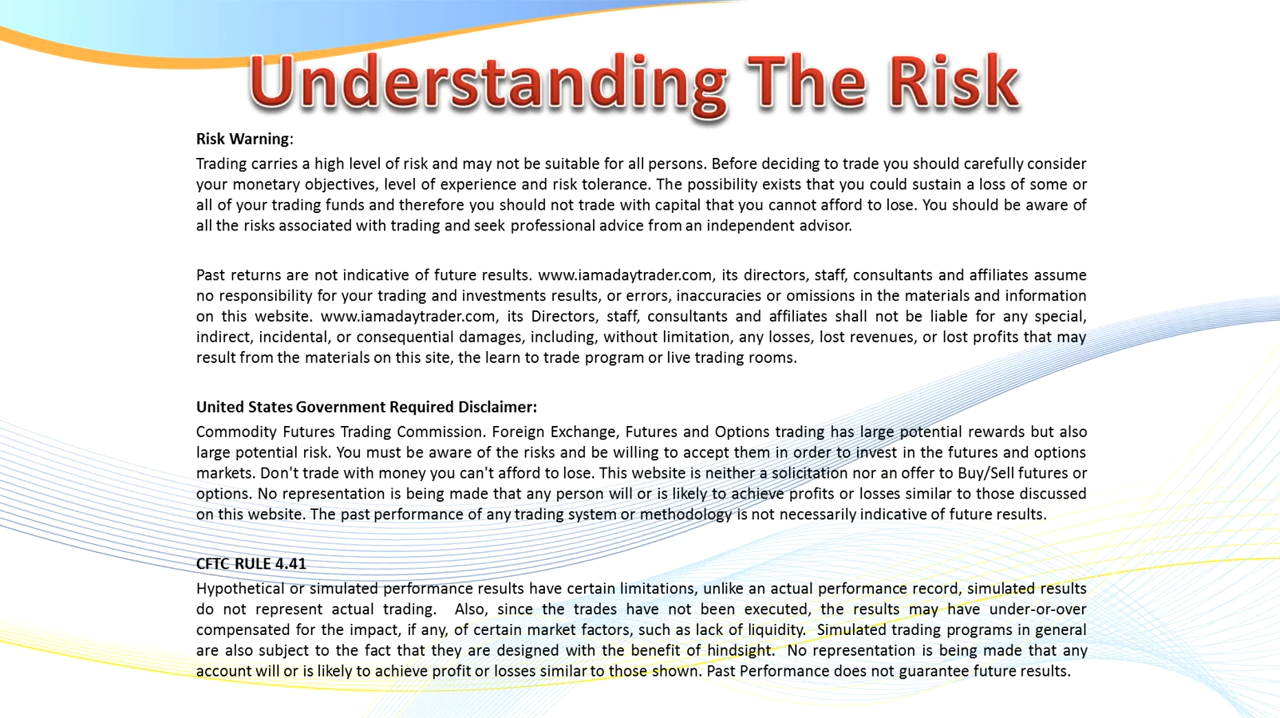 Understanding The Risk
Risk Warning:
Trading carries a high level of risk and may not be suitable for all persons. Before deciding to trade you should carefully consider
your monetary objectives, level of experience and risk tolerance. The possibility exists that you could sustain a loss of some or
all of your trading funds and therefore you should not trade with capital that you cannot afford to lose. You should be aware of
all the risks associated with trading and seek professional advice from an independent advisor.
Past returns are not indicative of future results. www.iamadaytrader.com, its directors, staff, consultants and affiliates assume
no responsibility for your trading and investments results, or errors, inaccuracies or omissions in the materials and information
on this website. www.iamadaytrader.com, its Directors, staff, consultants and affiliates shall not be liable for any special,
indirect, incidental, or consequential damages, including, without limitation, any losses, lost revenues, or lost profits that may
result from the materials on this site, the learn to trade program or live trading rooms.
United States Government Required Disclaimer:
Commodity Futures Trading Commission. Foreign Exchange, Futures and Options trading has large potential rewards but also
large potential risk. You must be aware of the risks and be willing to accept them in order to invest in the futures and options
markets. Don't trade with money you can't afford to lose. This website is neither a solicitation nor an offer to Buy/Sell futures or
options. No representation is being made that any person will or is likely to achieve profits or losses similar to those discussed
on this website. The past performance of any trading system or methodology is not necessarily indicative of future results.
CFTC RULE 4.41
Hypothetical or simulated performance results have certain limitations, unlike an actual performance record, simulated results
do not represent actual trading. Also, since the trades have not been executed, the results may have under-or-over
compensated for the impact, if any, of certain market factors, such as lack of liquidity. Simulated trading programs in general
are also subject to the fact that they are designed with the benefit of hindsight. No representation is being made that any
account will or is likely to achieve profit or losses similar to those shown. Past Performance does not guarantee future results.